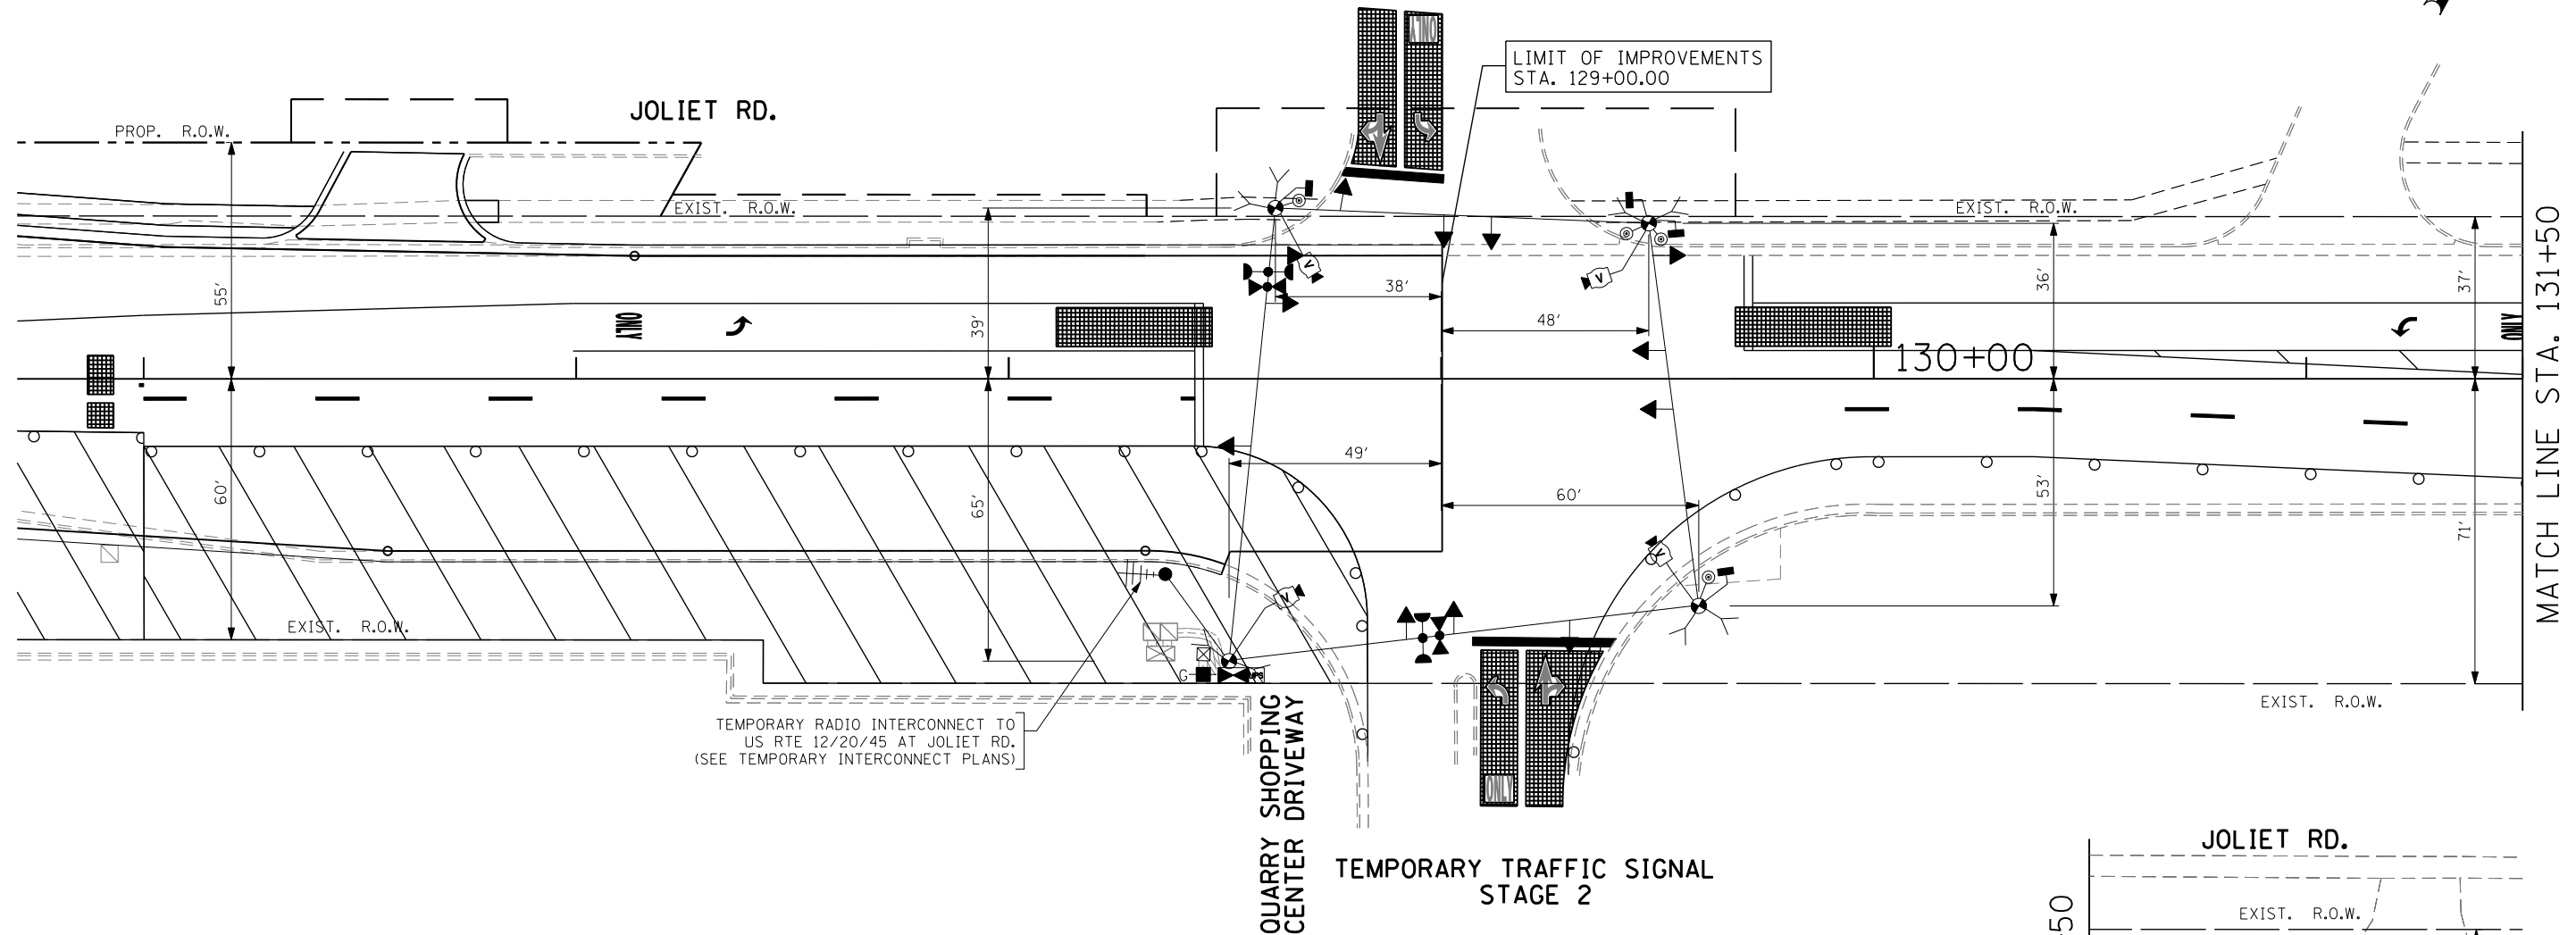 LIMIT OF IMPROVEMENTS
STA. 129+00.00
ONLY
JOLIET RD.
PROP. R.O.W.
EXIST. R.O.W.
EXIST. R.O.W.
55'
39'
38'
48'
36'
37'
ONLY
ONLY
130+00
MATCH LINE STA. 131+50
V
V
60'
65'
49'
60'
53'
71'
V
V
EXIST. R.O.W.
G
UPS
EXIST. R.O.W.
TEMPORARY RADIO INTERCONNECT TO
US RTE 12/20/45 AT JOLIET RD.
(SEE TEMPORARY INTERCONNECT PLANS)
QUARRY SHOPPING
CENTER DRIVEWAY
ONLY
TEMPORARY TRAFFIC SIGNAL
STAGE 2
JOLIET RD.
EXIST. R.O.W.